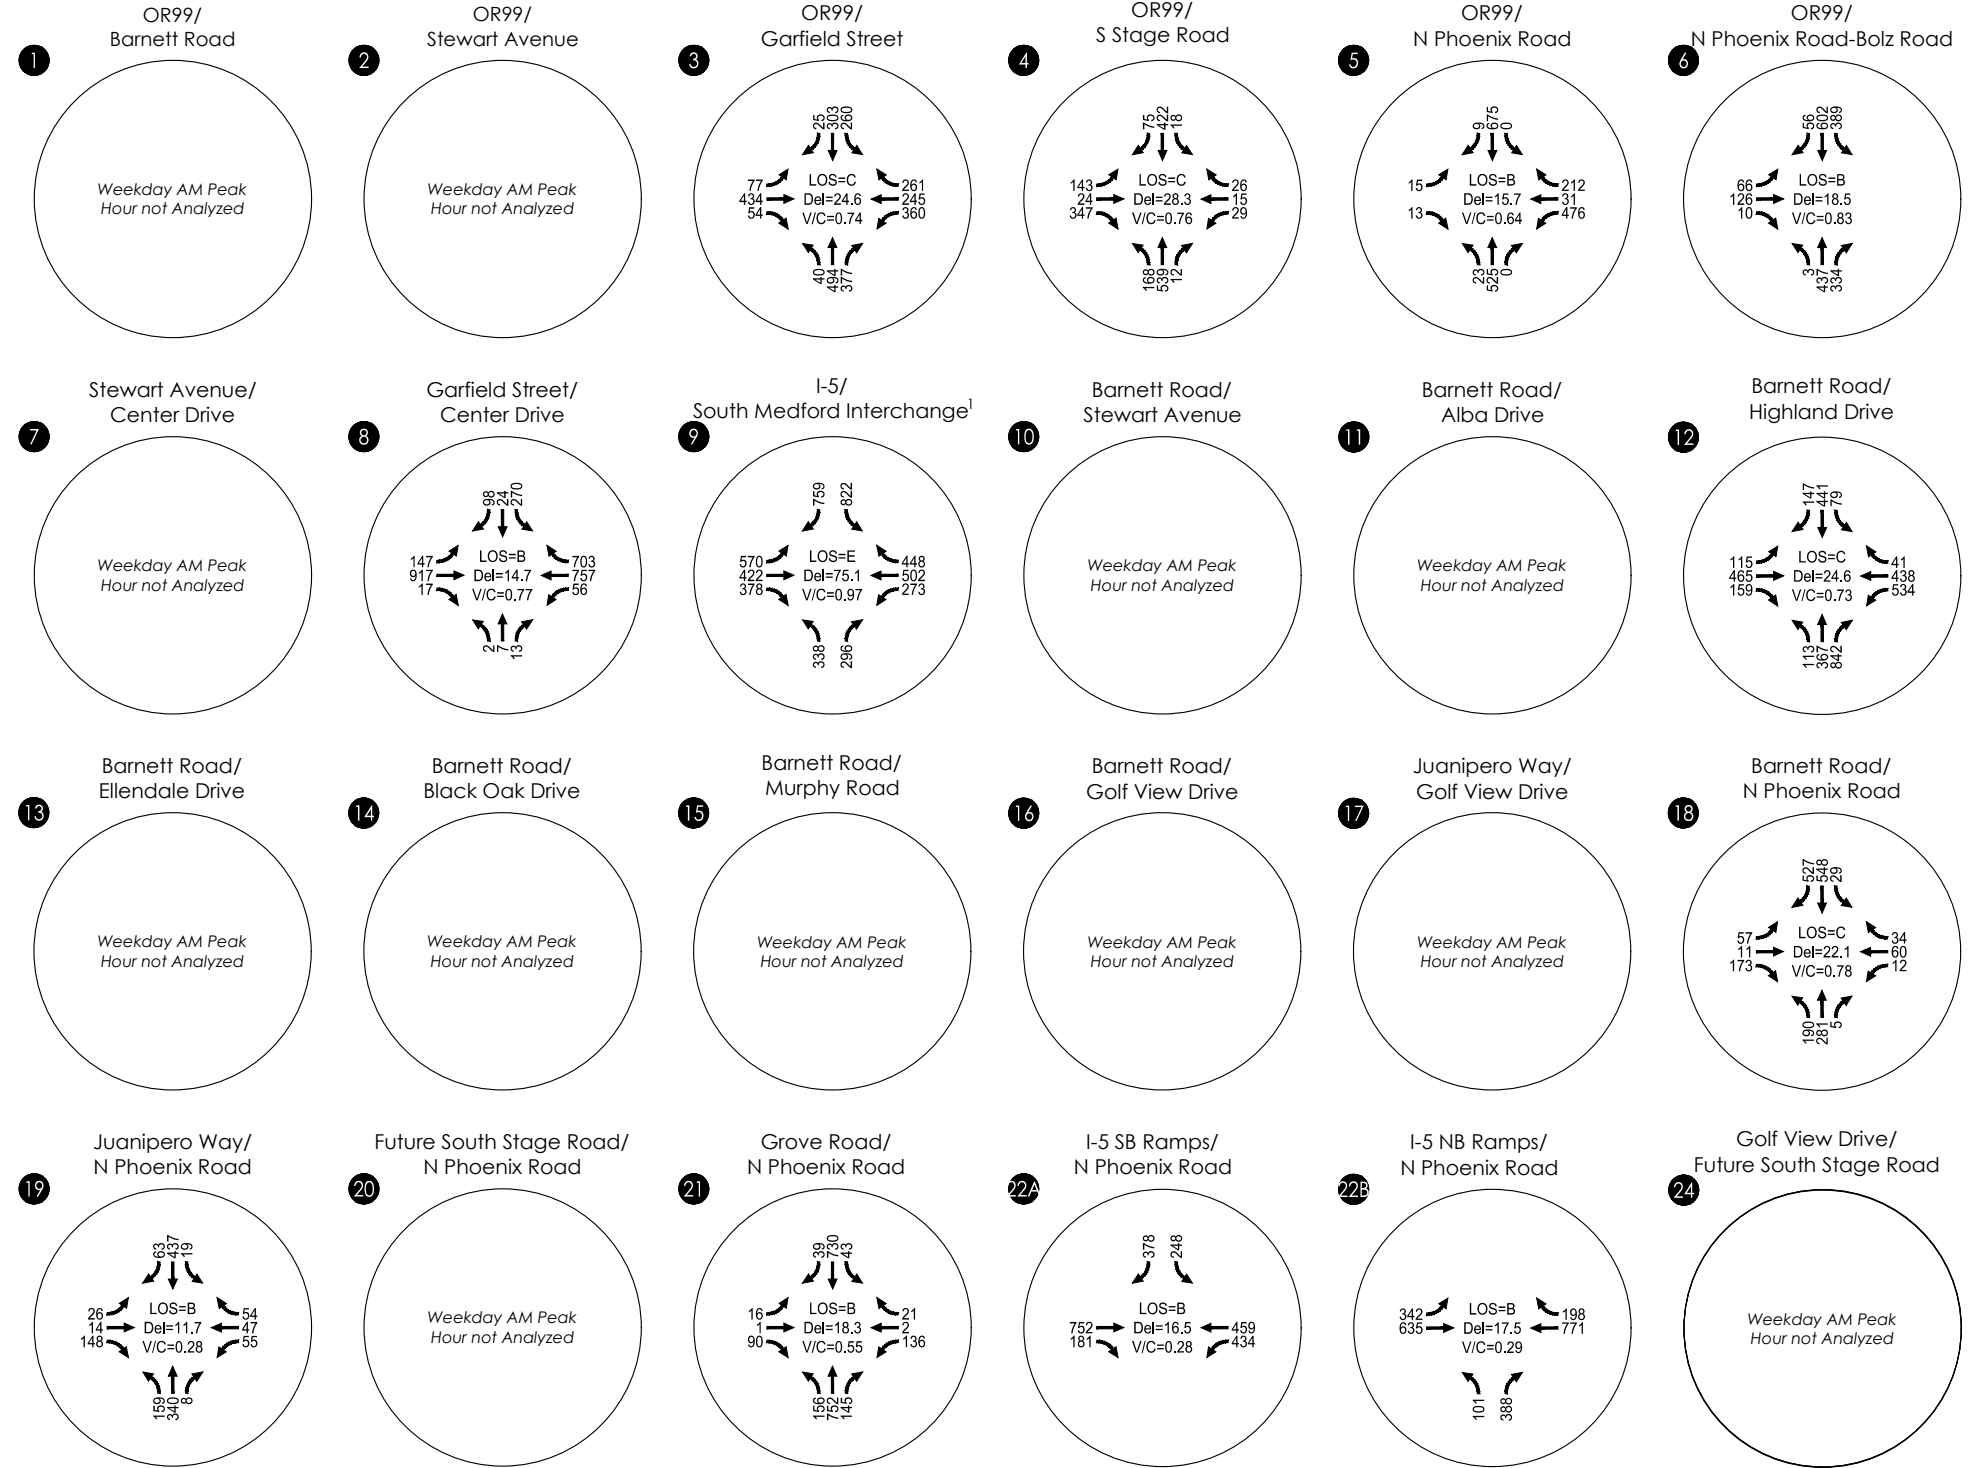 OR99/
Barnett Road
1
Weekday AM Peak
Hour not Analyzed
OR99/
Stewart Avenue
2
Weekday AM Peak
Hour not Analyzed
OR99/
Garfield Street
3
25
303
260
77
434
54
LOS=C
Del=24.6
V/C=0.74
261
245
360
40
494
377
OR99/
S Stage Road
4
75
422
18
143
24
347
LOS=C
Del=28.3
V/C=0.76
26
15
29
168
539
12
OR99/
N Phoenix Road
5
9
675
0
15
13
LOS=B
Del=15.7
V/C=0.64
212
31
476
23
525
0
OR99/
N Phoenix Road-Bolz Road
6
56
602
389
66
126
10
LOS=B
Del=18.5
V/C=0.83
3
437
334
Stewart Avenue/
Center Drive
7
Weekday AM Peak
Hour not Analyzed
Garfield Street/
Center Drive
8
98
24
270
147
917
17
LOS=B
Del=14.7
V/C=0.77
703
757
56
2
7
13
I-5/
South Medford Interchange1
9
759
822
570
422
378
LOS=E
Del=75.1
V/C=0.97
448
502
273
338
296
Barnett Road/
Stewart Avenue
10
Weekday AM Peak
Hour not Analyzed
Barnett Road/
Alba Drive
11
Weekday AM Peak
Hour not Analyzed
Barnett Road/
Highland Drive
12
147
441
79
115
465
159
LOS=C
Del=24.6
V/C=0.73
41
438
534
113
367
842
Barnett Road/
Ellendale Drive
13
Weekday AM Peak
Hour not Analyzed
Barnett Road/
Black Oak Drive
14
Weekday AM Peak
Hour not Analyzed
Barnett Road/
Murphy Road
15
Weekday AM Peak
Hour not Analyzed
Barnett Road/
Golf View Drive
16
Weekday AM Peak
Hour not Analyzed
Juanipero Way/
Golf View Drive
17
Weekday AM Peak
Hour not Analyzed
Barnett Road/
N Phoenix Road
18
527
548
29
57
11
173
LOS=C
Del=22.1
V/C=0.78
34
60
12
190
281
5
Juanipero Way/
N Phoenix Road
19
63
437
19
26
14
148
LOS=B
Del=11.7
V/C=0.28
54
47
55
159
340
8
Future South Stage Road/
N Phoenix Road
20
Weekday AM Peak
Hour not Analyzed
Grove Road/
N Phoenix Road
21
39
730
43
16
1
90
LOS=B
Del=18.3
V/C=0.55
21
2
136
156
752
145
I-5 SB Ramps/
N Phoenix Road
22A
378
248
752
181
LOS=B
Del=16.5
V/C=0.28
459
434
I-5 NB Ramps/
N Phoenix Road
22B
342
635
LOS=B
Del=17.5
V/C=0.29
198
771
101
388
Golf View Drive/
Future South Stage Road
24
Weekday AM Peak
Hour not Analyzed